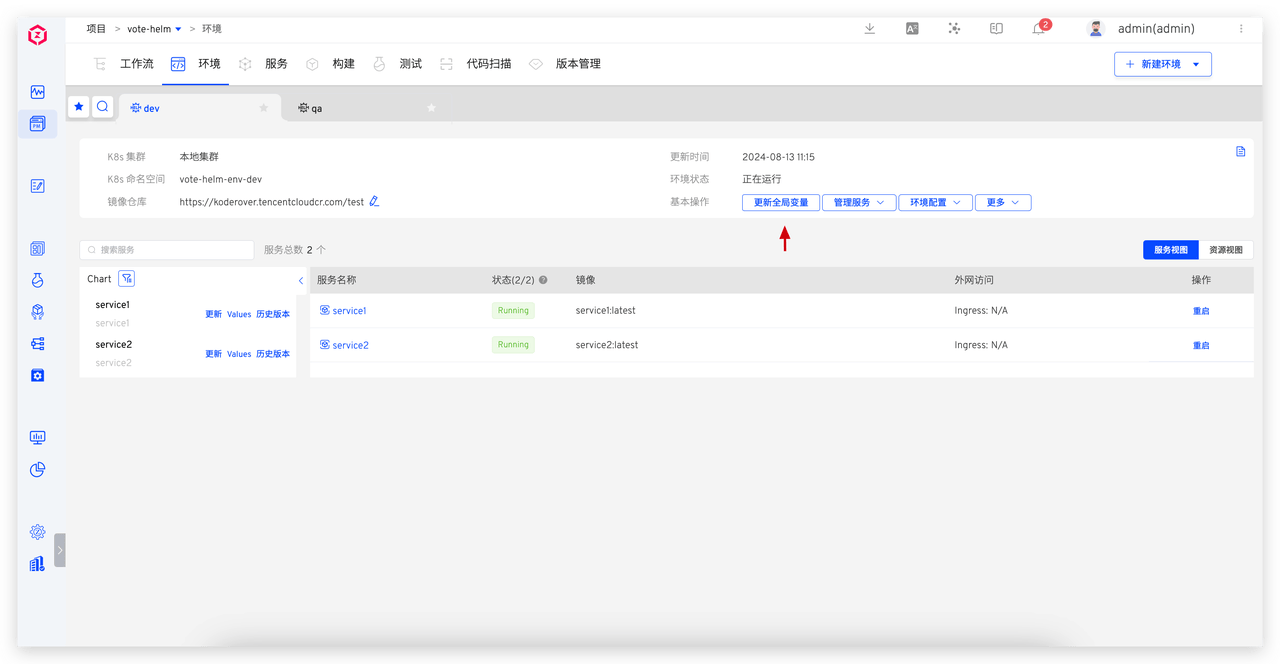 项目 > vote-helm > 环境
2
admin(admin)
工作流 环境 服务 构建 测试 代码扫描 版本管理
+ 新建环境
dev qa
K8s 集群 本地集群 更新时间 2024-08-13 11:15
K8s 命名空间 vote-helm-env-dev 环境状态 正在运行
镜像仓库 https://koderover.tencentcloudcr.com/test 基本操作 更新全局变量 管理服务 环境配置 更多
搜索服务 服务总数 2 个 服务视图 资源视图
Chart 服务名称 状态(2/2) 镜像 外网访问 操作
service1
service1 更新 Values 历史版本
service1 Running service1:latest Ingress: N/A 重启
service2
service2 更新 Values 历史版本
service2 Running service2:latest Ingress: N/A 重启